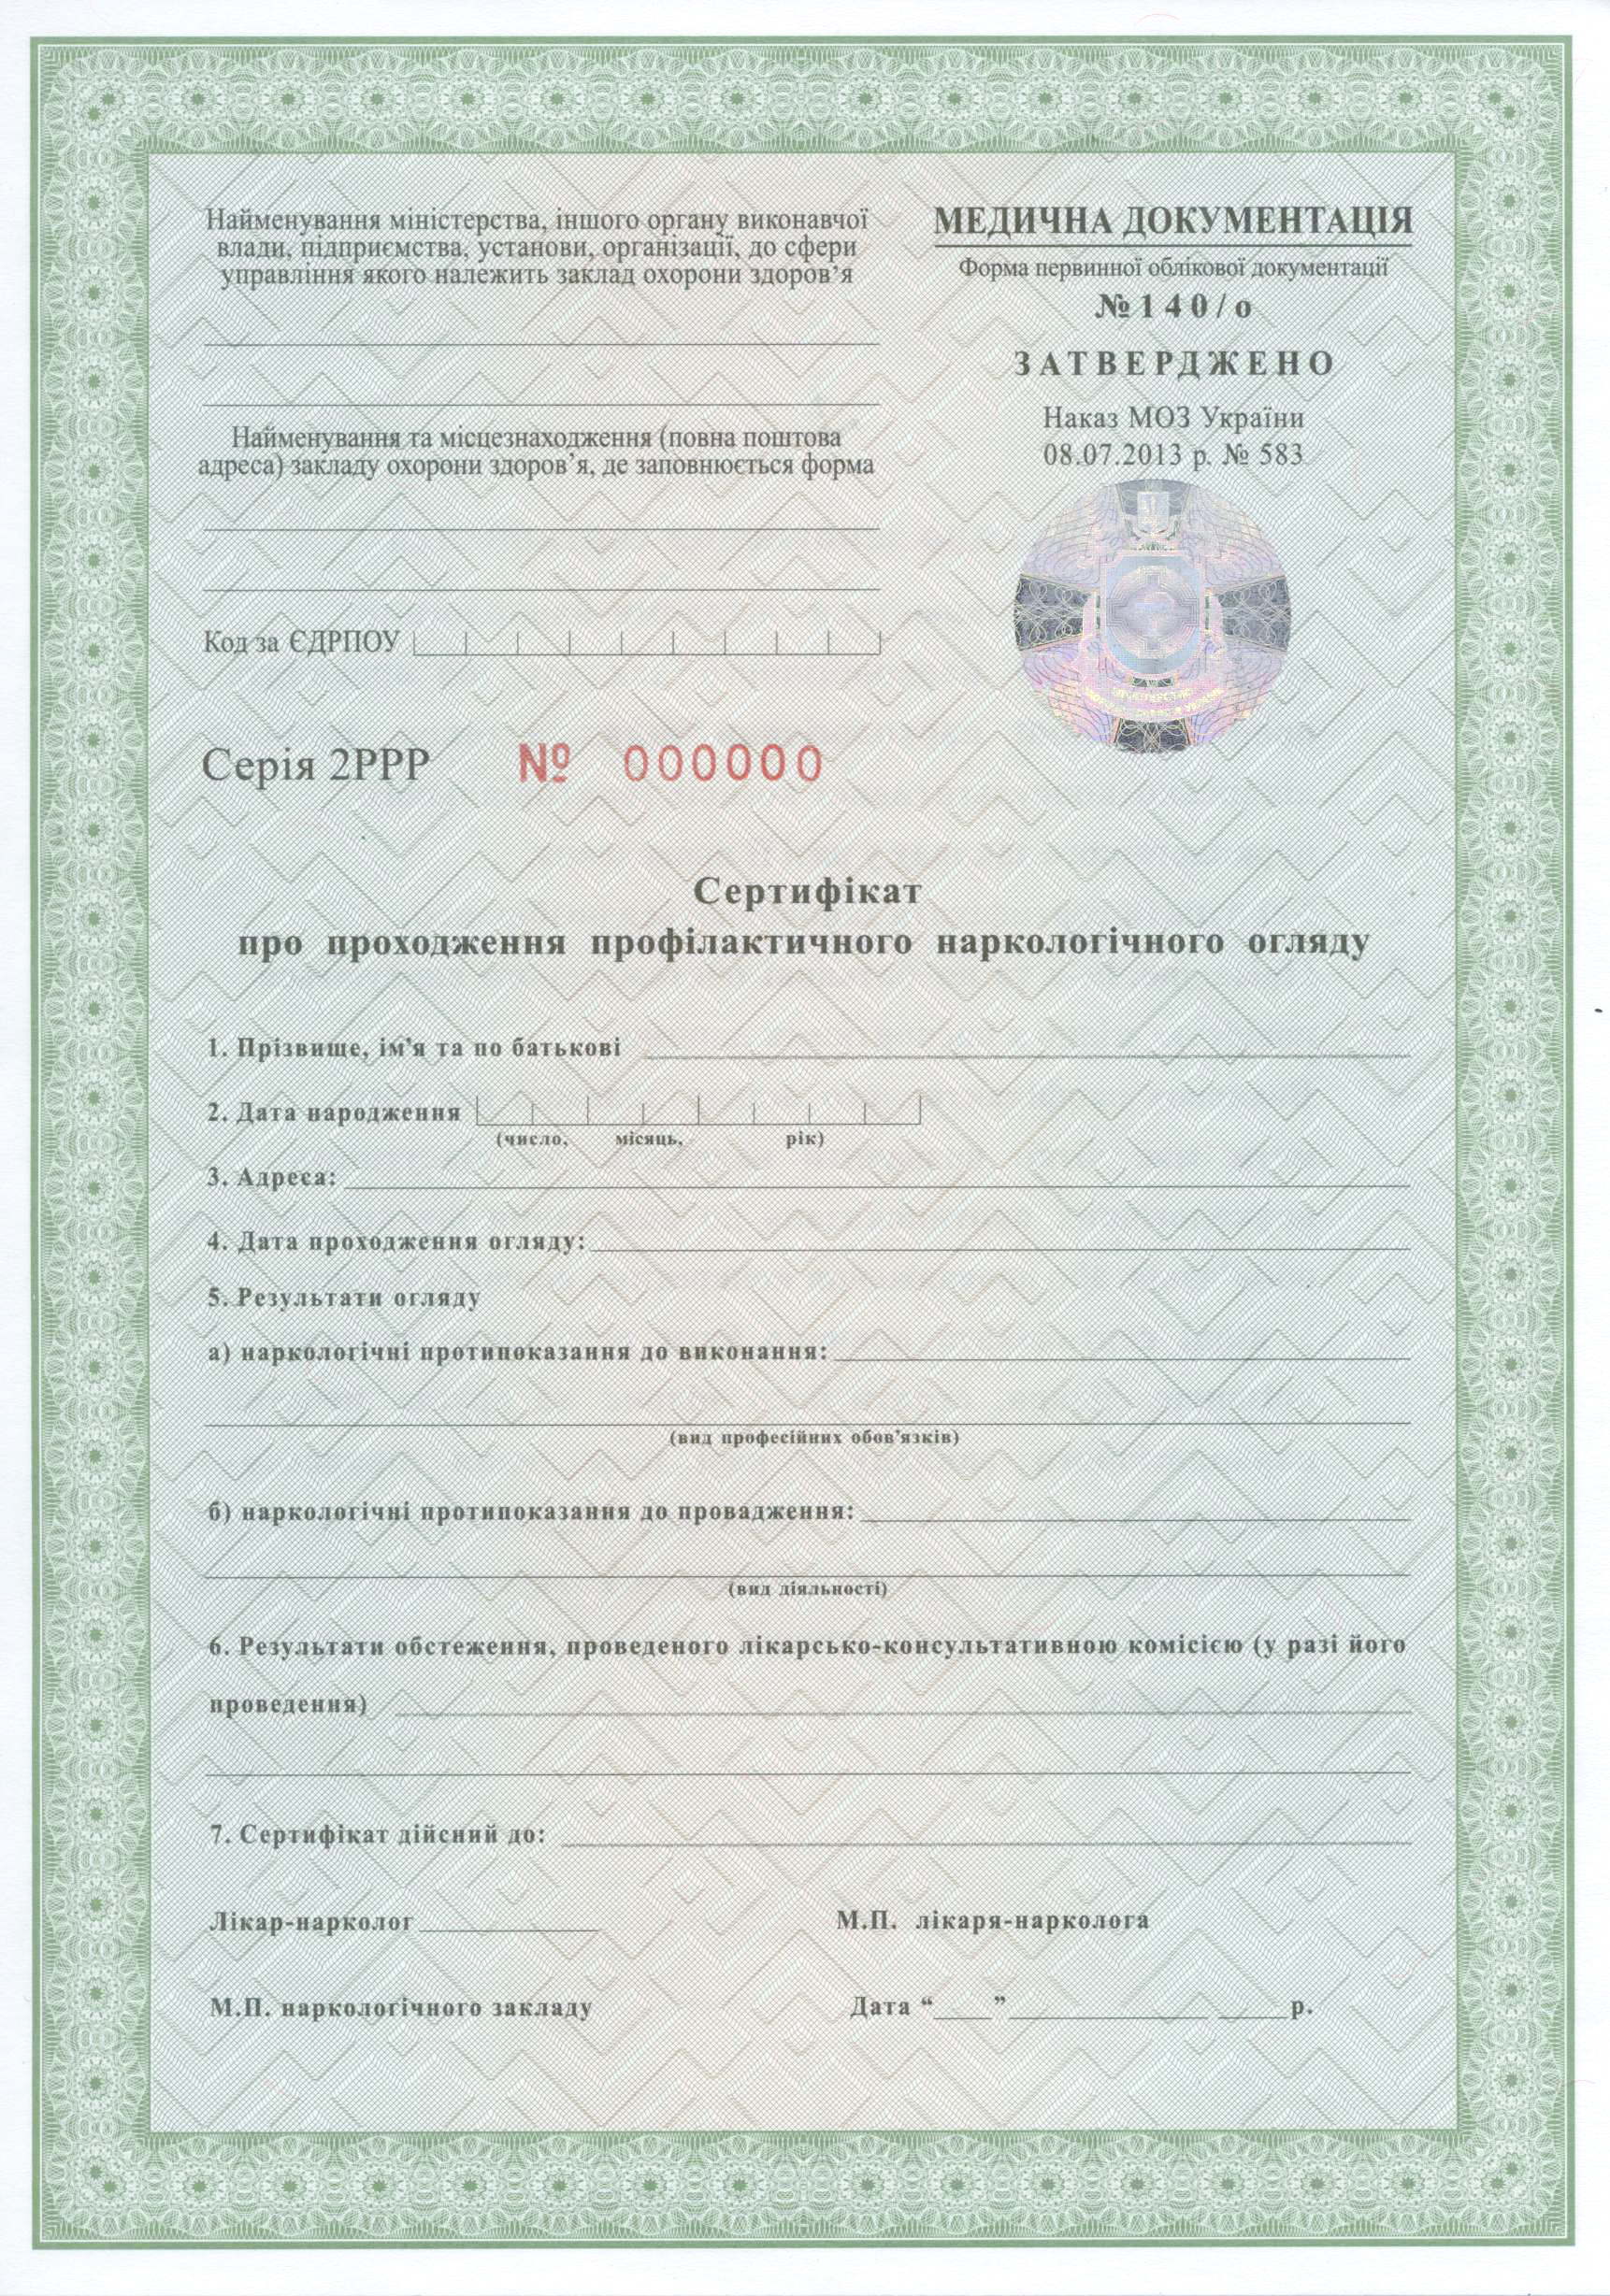 Найменування міністерства, іншого органу виконавчої
влади, підприємства, установи, організації, до сфери
управління якого належить заклад охорони здоров’я
Найменування та місцезнаходження (повна поштова
адреса) закладу охорони здоров’я, де заповнюється форма
Код за ЄДРПОУ
МЕДИЧНА ДОКУМЕНТАЦІЯ
Форма первинної облікової документації
№140/о
ЗАТВЕРДЖЕНО
Наказ МОЗ України
08.07.2013 р. № 583
Серія 2РРР № 000000
Сертифікат
про проходження профілактичного наркологічного огляду
1. Прізвище, ім’я та по батькові
2. Дата народження
(число, місяць, рік)
3. Адреса:
4. Дата проходження огляду:
5. Результати огляду
а) наркологічні протипоказання до виконання:
(вид професійних обов’язків)
б) наркологічні протипоказання до провадження:
(вид діяльності)
6. Результати обстеження, проведеного лікарсько-консультативною комісією (у разі його
проведення)
7. Сертифікат дійсний до:
Лікар-нарколог М.П. лікаря-нарколога
М.П. наркологічного закладу Дата “____”______________ _____р.